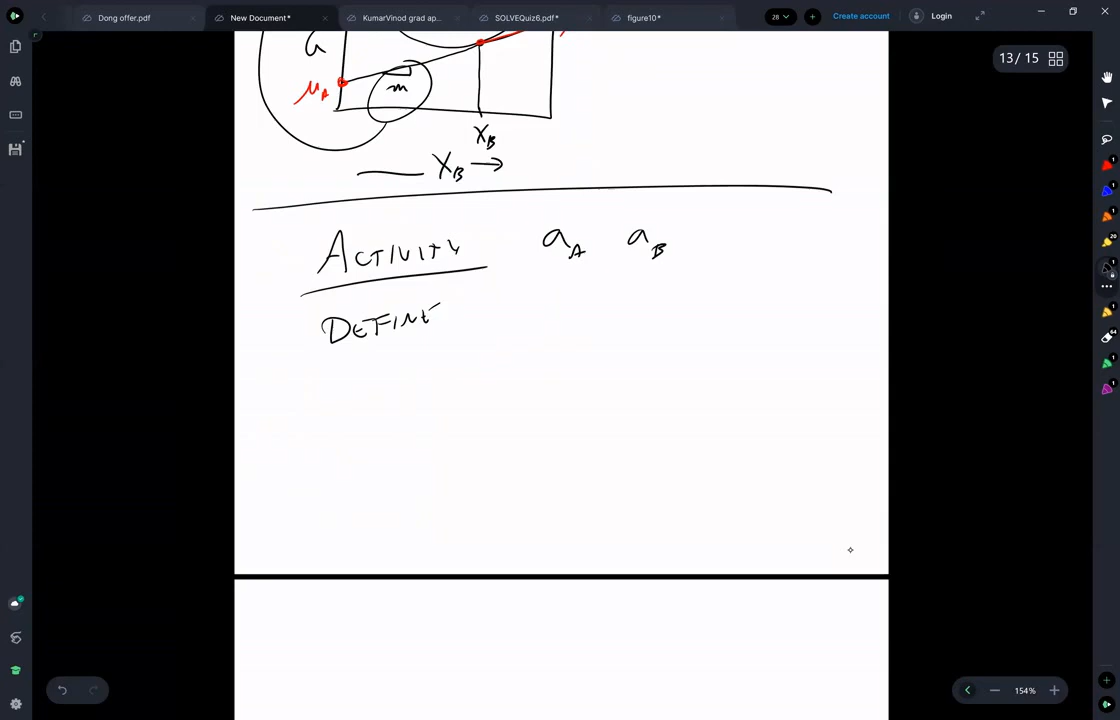 Dong offer.pdf
New Document*
KumarVinod grad ap...
SOLVEQuiz6.pdf*
figure10*
28
Create account
Login
13 / 15
G
μA
m
XB
XB →
ACTIVITY aA aB
DEFINE
154%